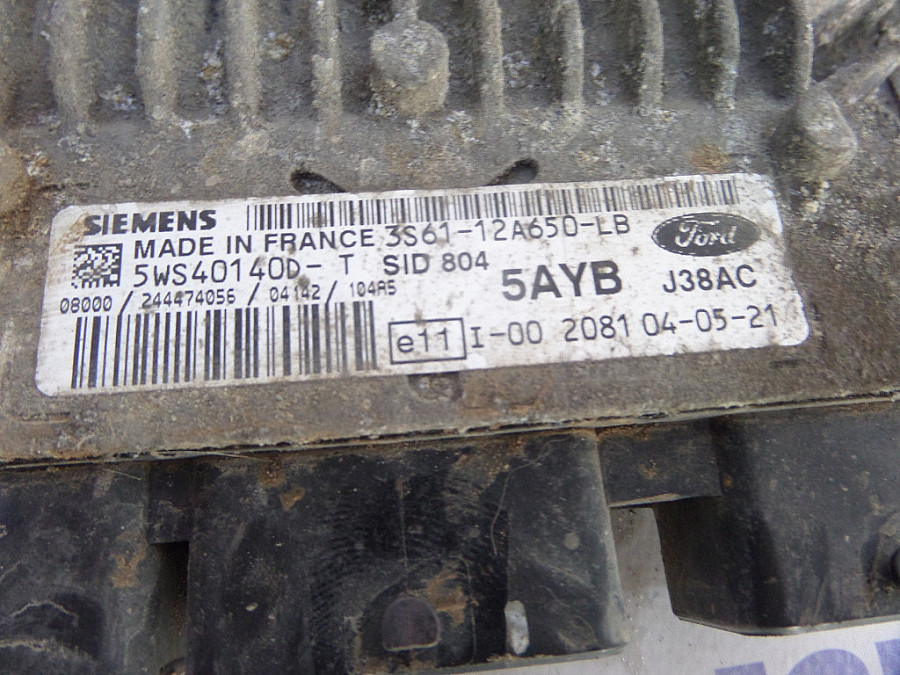 SIEMENS
MADE IN FRANCE 3S61-12A650-LB
Ford
5WS40140D-T SID 804
5AYB J38AC
08000 / 244474056 / 04142 / 104A5
e11 I-00 2081 04-05-21